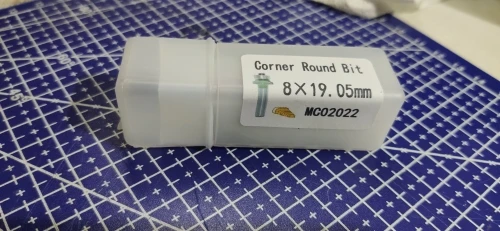 Corner Round Bit
8×19.05mm
MC02022